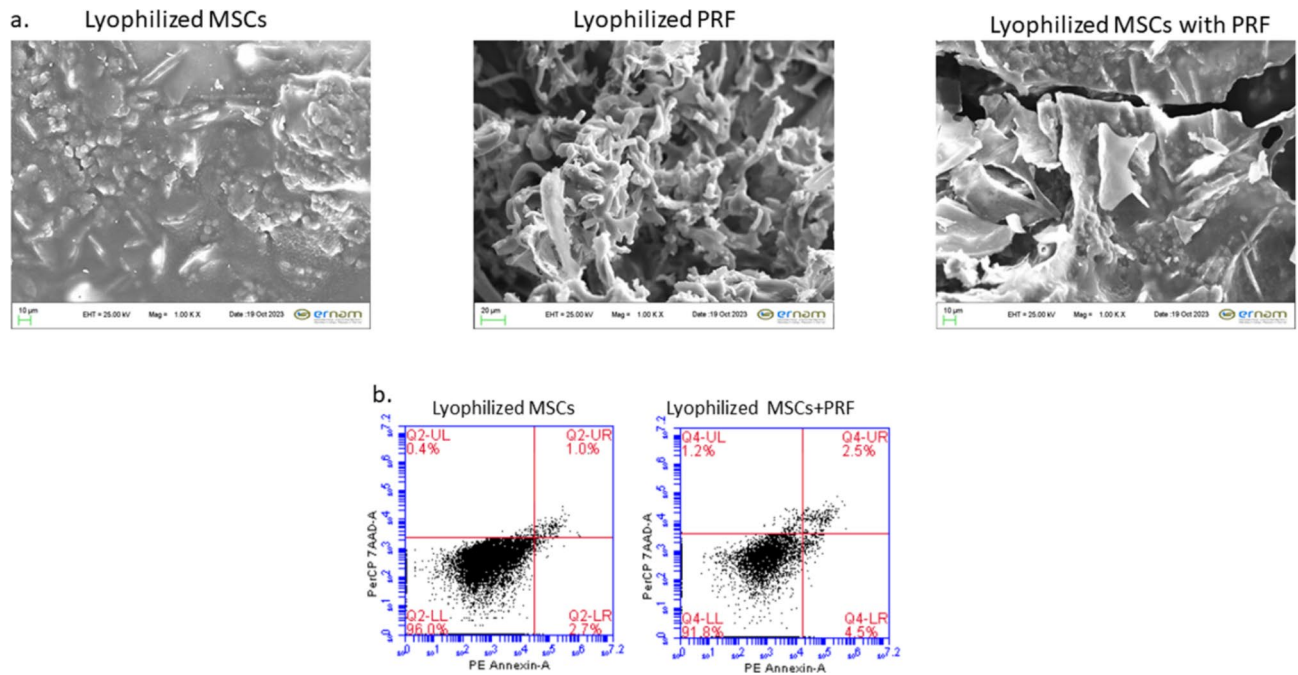 a.
Lyophilized MSCs
Lyophilized PRF
Lyophilized MSCs with PRF
10 µm EHT = 25.00 kV Mag = 1.00 K X Date :19 Oct 2023 ernam
20 µm EHT = 25.00 kV Mag = 1.00 K X Date :19 Oct 2023 ernam
10 µm EHT = 25.00 kV Mag = 1.00 K X Date :19 Oct 2023 ernam
b.
Lyophilized MSCs
Lyophilized MSCs+PRF
Q2-UL
0.4%
Q2-UR
1.0%
Q2-LL
96.0%
Q2-LR
2.7%
PerCP 7AAD-A
PE Annexin-A
Q4-UL
1.2%
Q4-UR
2.5%
Q4-LL
91.8%
Q4-LR
4.5%
PerCP 7AAD-A
PE Annexin-A